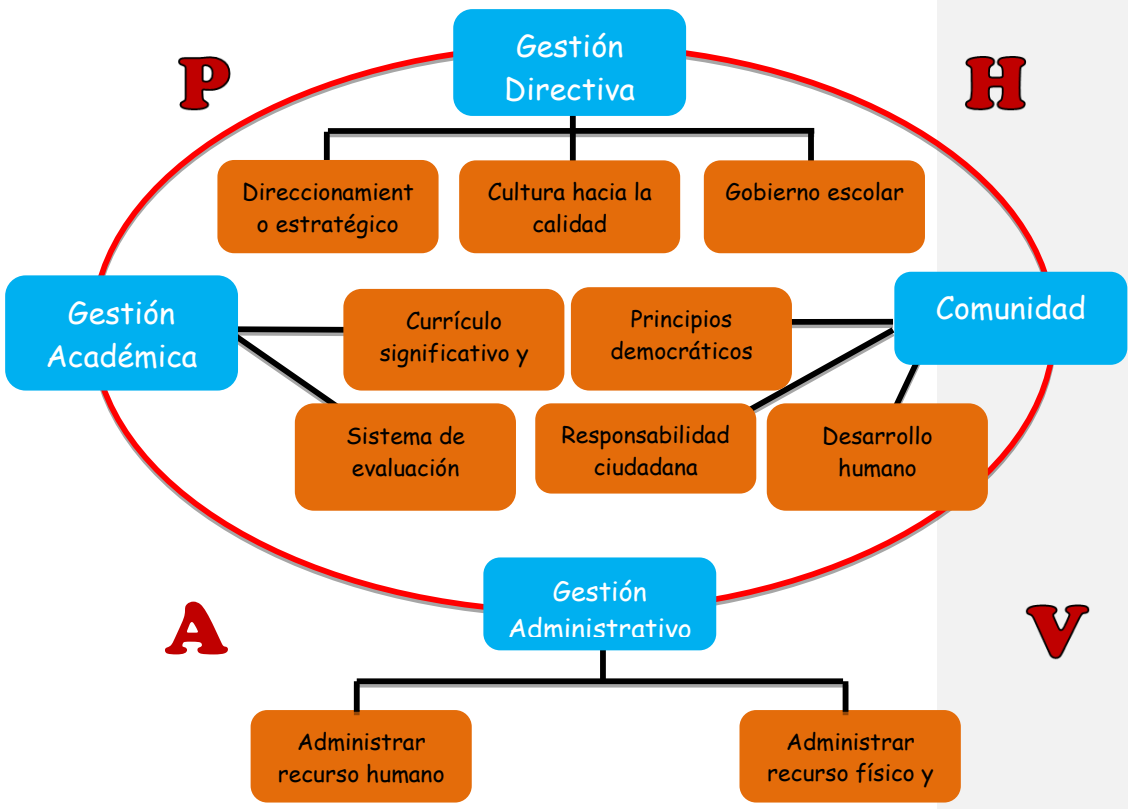 Gestión
Directiva
P
H
Direccionamient
o estratégico
Cultura hacia la
calidad
Gobierno escolar
Gestión
Académica
Currículo
significativo y
Principios
democráticos
Comunidad
Sistema de
evaluación
Responsabilidad
ciudadana
Desarrollo
humano
Gestión
Administrativo
A
V
Administrar
recurso humano
Administrar
recurso físico y